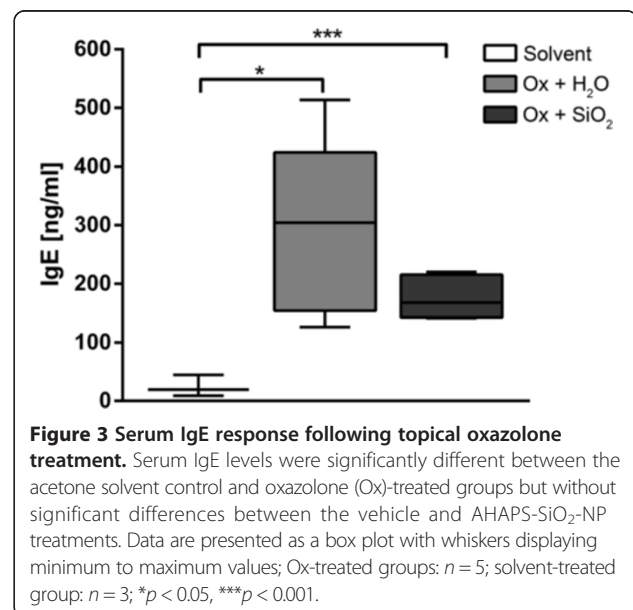 600
500
400
300
200
100
0
IgE [ng/ml]
***
*
Solvent
Ox + H₂O
Ox + SiO₂
Figure 3 Serum IgE response following topical oxazolone
treatment. Serum IgE levels were significantly different between the
acetone solvent control and oxazolone (Ox)-treated groups but without
significant differences between the vehicle and AHAPS-SiO₂-NP
treatments. Data are presented as a box plot with whiskers displaying
minimum to maximum values; Ox-treated groups: n = 5; solvent-treated
group: n = 3; *p < 0.05, ***p < 0.001.